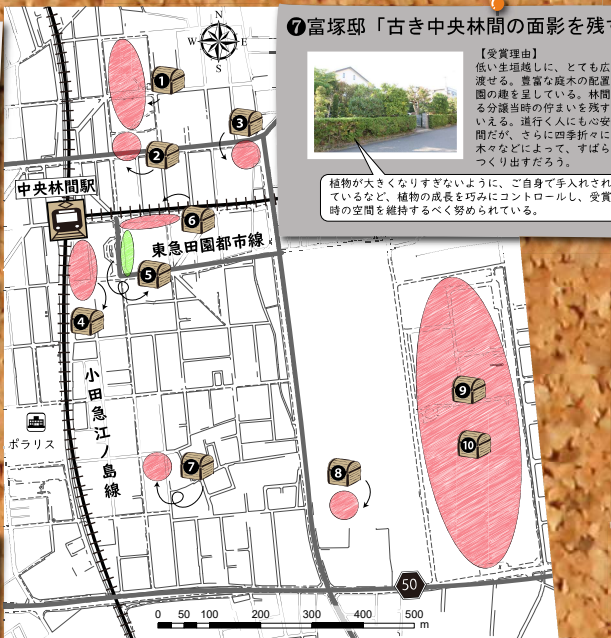 ❼富塚邸「古き中央林間の面影を残す
【受賞理由】
低い生垣越しに、とても広
渡せる。豊富な庭木の配置
園の趣を呈している。林間
る分譲当時の佇まいを残す
いえる。道行く人にも心安
間だが、さらに四季折々に
木々などによって、すばら
つくり出すだろう。
植物が大きくなりすぎないように、ご自身で手入れされ
ているなど、植物の成長を巧みにコントロールし、受賞
時の空間を維持するべく努められている。
N
W E
S
1
3
2
中央林間駅
6
東急田園都市線
5
4
小田急江ノ島線
ポラリス
9
10
7
8
50
0 50 100 200 300 400 500
m